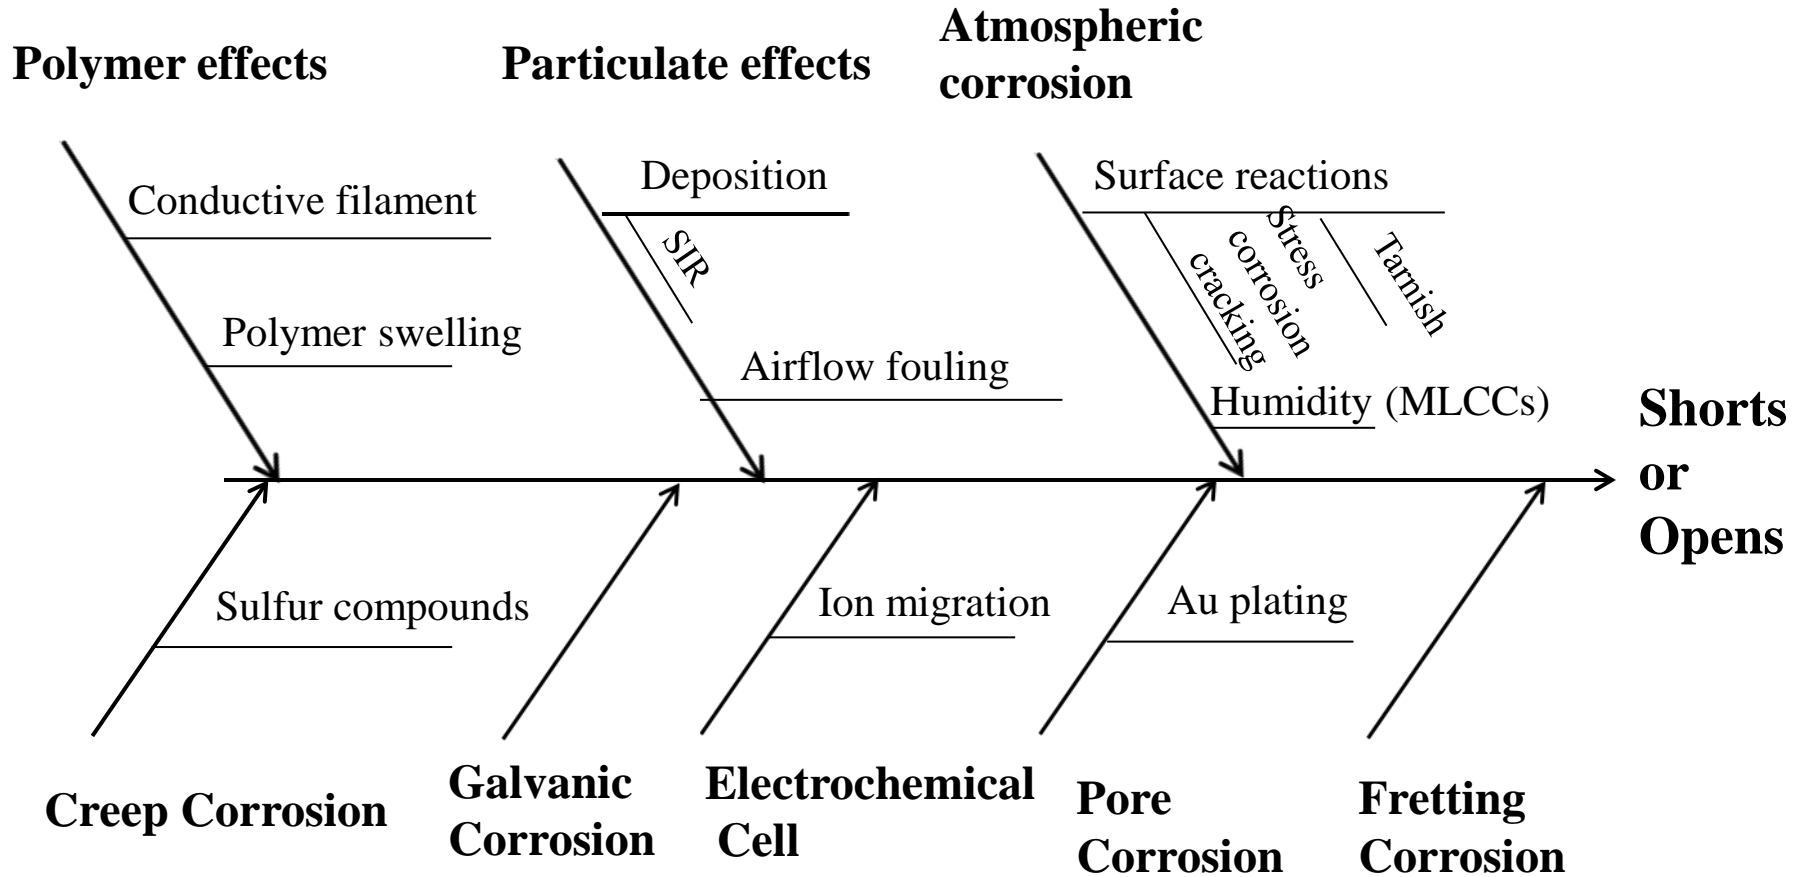 Polymer effects
Particulate effects
Atmospheric
corrosion
Conductive filament
Polymer swelling
Deposition
SIR
Airflow fouling
Surface reactions
Stress
corrosion
cracking
Tarnish
Humidity (MLCCs)
Shorts
or
Opens
Sulfur compounds
Ion migration
Au plating
Creep Corrosion
Galvanic
Corrosion
Electrochemical
Cell
Pore
Corrosion
Fretting
Corrosion